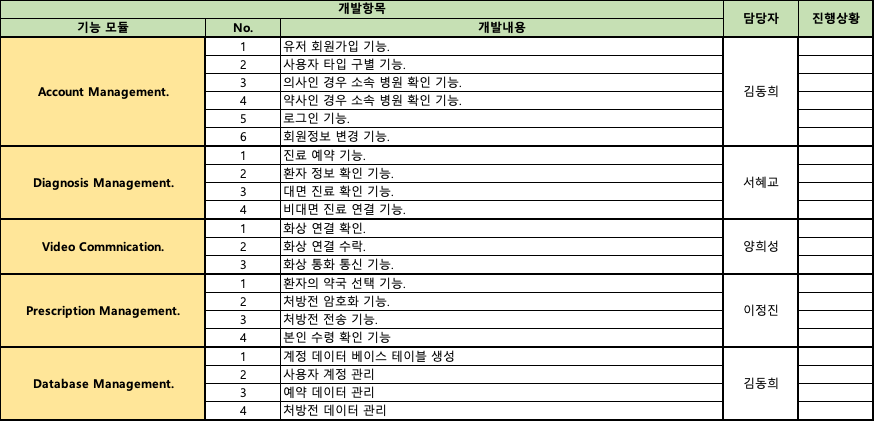 개발항목 담당자 진행상황
기능 모듈 No. 개발내용
Account Management. 김동희
1 유저 회원가입 기능.
2 사용자 타입 구별 기능.
3 의사인 경우 소속 병원 확인 기능.
4 약사인 경우 소속 병원 확인 기능.
5 로그인 기능.
6 회원정보 변경 기능.
Diagnosis Management. 서혜교
1 진료 예약 기능.
2 환자 정보 확인 기능.
3 대면 진료 확인 기능.
4 비대면 진료 연결 기능.
Video Commnication. 양희성
1 화상 연결 확인.
2 화상 연결 수락.
3 화상 통화 통신 기능.
Prescription Management. 이정진
1 환자의 약국 선택 기능.
2 처방전 암호화 기능.
3 처방전 전송 기능.
4 본인 수령 확인 기능
Database Management. 김동희
1 계정 데이터 베이스 테이블 생성
2 사용자 계정 관리
3 예약 데이터 관리
4 처방전 데이터 관리